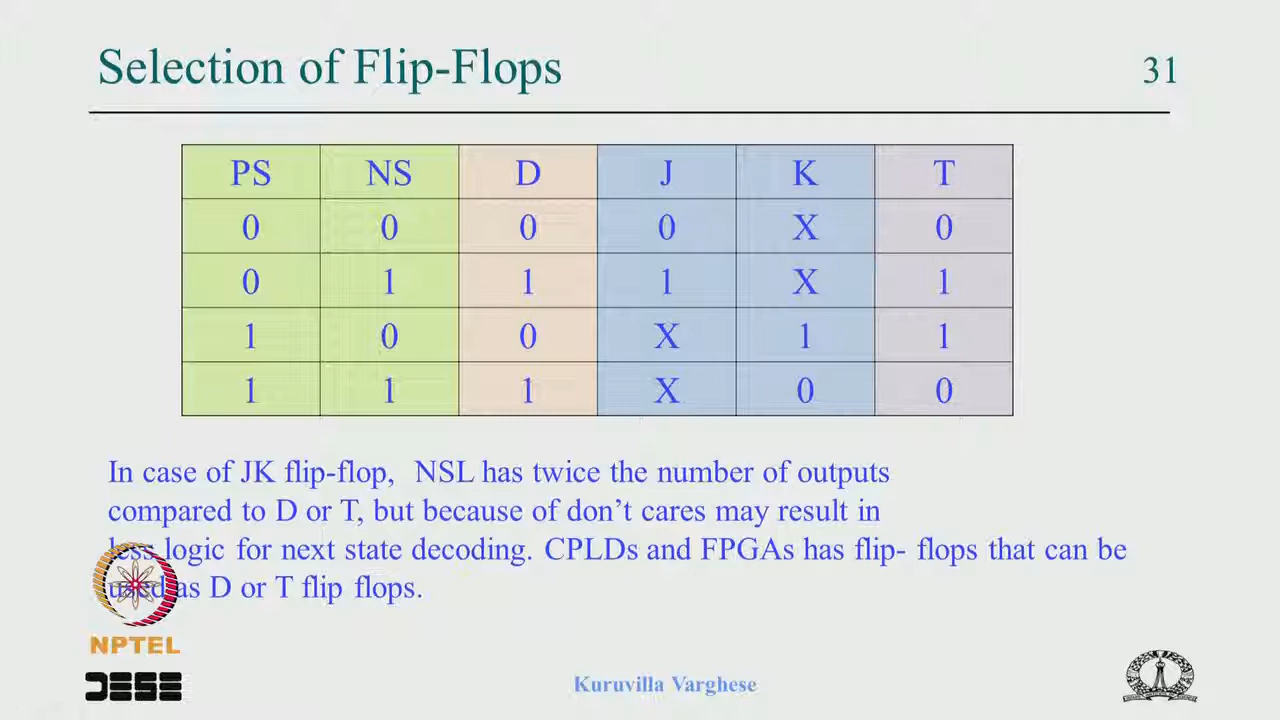 Selection of Flip-Flops 31
PS NS D J K T
0 0 0 0 X 0
0 1 1 1 X 1
1 0 0 X 1 1
1 1 1 X 0 0
In case of JK flip-flop, NSL has twice the number of outputs
compared to D or T, but because of don't cares may result in
less logic for next state decoding. CPLDs and FPGAs has flip- flops that can be
used as D or T flip flops.
NPTEL
DESE
Kuruvilla Varghese